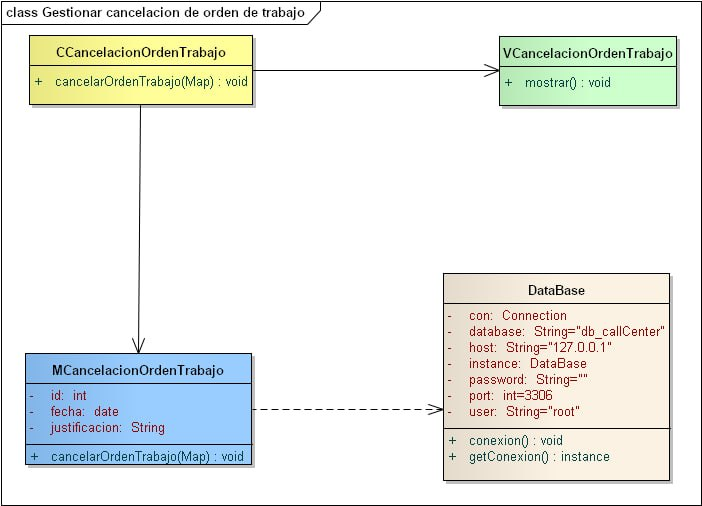 class Gestionar cancelacion de orden de trabajo
CCancelacionOrdenTrabajo
+ cancelarOrdenTrabajo(Map) : void
VCancelacionOrdenTrabajo
+ mostrar() : void
MCancelacionOrdenTrabajo
- id: int
- fecha: date
- justificacion: String
+ cancelarOrdenTrabajo(Map) : void
DataBase
- con: Connection
- database: String="db_callCenter"
- host: String="127.0.0.1"
- instance: DataBase
- password: String=""
- port: int=3306
- user: String="root"
+ conexion() : void
+ getConexion() : instance